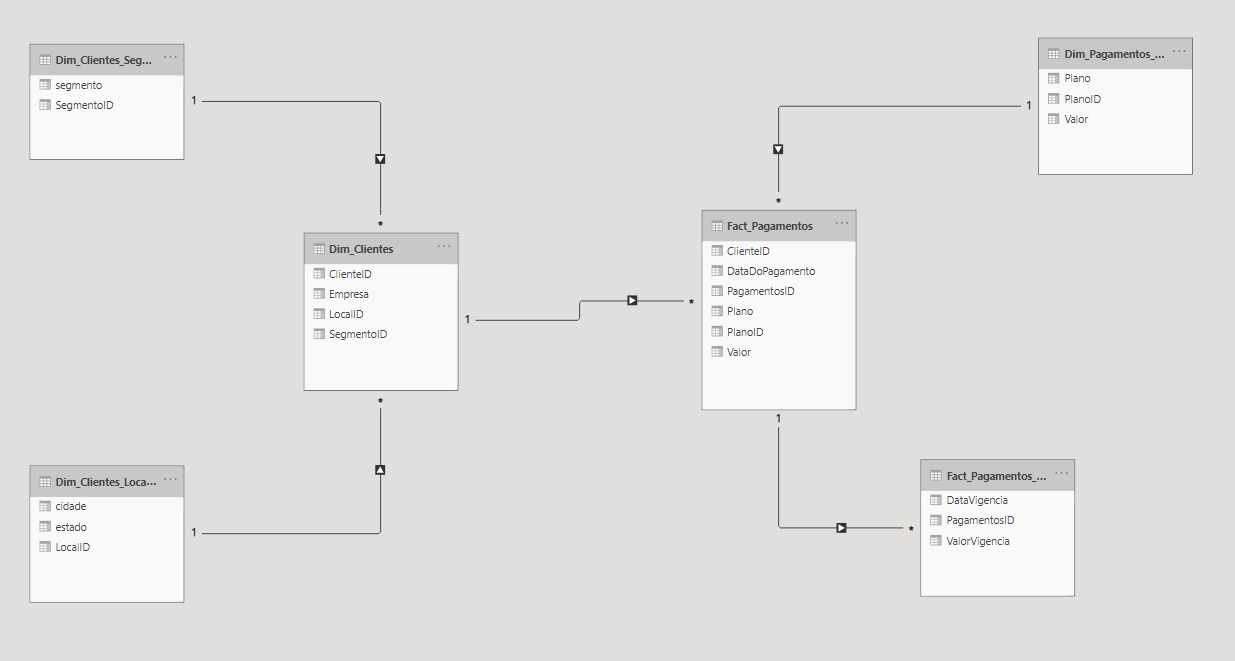 Dim_Clientes_Seg...
segmento
SegmentoID
1
*
Dim_Pagamentos_...
Plano
PlanoID
Valor
1
*
Dim_Clientes
ClienteID
Empresa
LocalID
SegmentoID
1
*
*
Fact_Pagamentos
ClienteID
DataDoPagamento
PagamentosID
Plano
PlanoID
Valor
1
*
Dim_Clientes_Loca...
cidade
estado
LocalID
1
Fact_Pagamentos_...
DataVigencia
PagamentosID
ValorVigencia